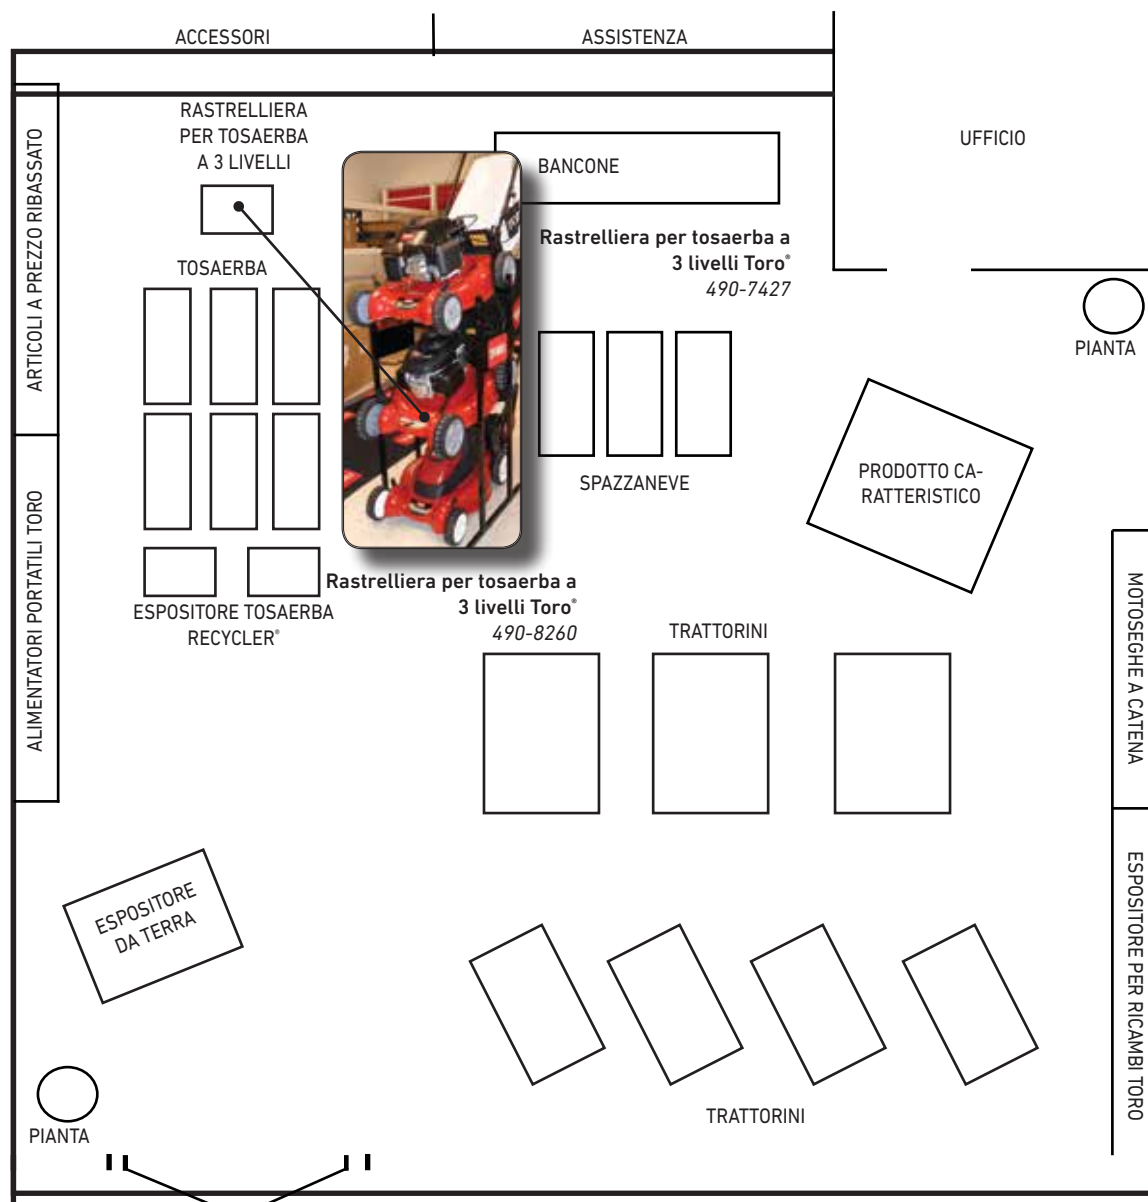 ACCESSORI
ASSISTENZA
RASTRELLIERA
PER TOSAERBA
A 3 LIVELLI
UFFICIO
BANCONE
ARTICOLI A PREZZO RIBASSATO
Rastrelliera per tosaerba a
3 livelli Toro®
490-7427
TOSAERBA
PIANTA
PRODOTTO CA-
RATTERISTICO
SPAZZANEVE
ALIMENTATORI PORTATILI TORO
Rastrelliera per tosaerba a
3 livelli Toro®
490-8260
ESPOSITORE TOSAERBA
RECYCLER®
TRATTORINI
MOTOSEGHE A CATENA
ESPOSITORE
DA TERRA
ESPOSITORE PER RICAMBI TORO
TRATTORINI
PIANTA